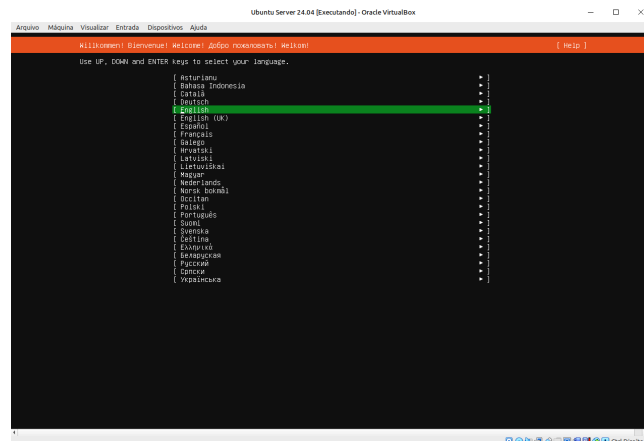 Ubuntu Server 24.04 [Executando] - Oracle VirtualBox
Arquivo Máquina Visualizar Entrada Dispositivos Ajuda
Willkommen! Bienvenue! Welcome! Добро пожаловать! Welkom! [ Help ]
Use UP, DOWN and ENTER keys to select your language.
[ Asturianu ► ]
[ Bahasa Indonesia ► ]
[ Català ► ]
[ Deutsch ► ]
[ English ► ]
[ English (UK) ► ]
[ Español ► ]
[ Français ► ]
[ Galego ► ]
[ Hrvatski ► ]
[ Latviski ► ]
[ Lietuviškai ► ]
[ Magyar ► ]
[ Nederlands ► ]
[ Norsk bokmål ► ]
[ Occitan ► ]
[ Polski ► ]
[ Português ► ]
[ Suomi ► ]
[ Svenska ► ]
[ Čeština ► ]
[ Ελληνικά ► ]
[ Беларуская ► ]
[ Русский ► ]
[ Српски ► ]
[ Українська ► ]